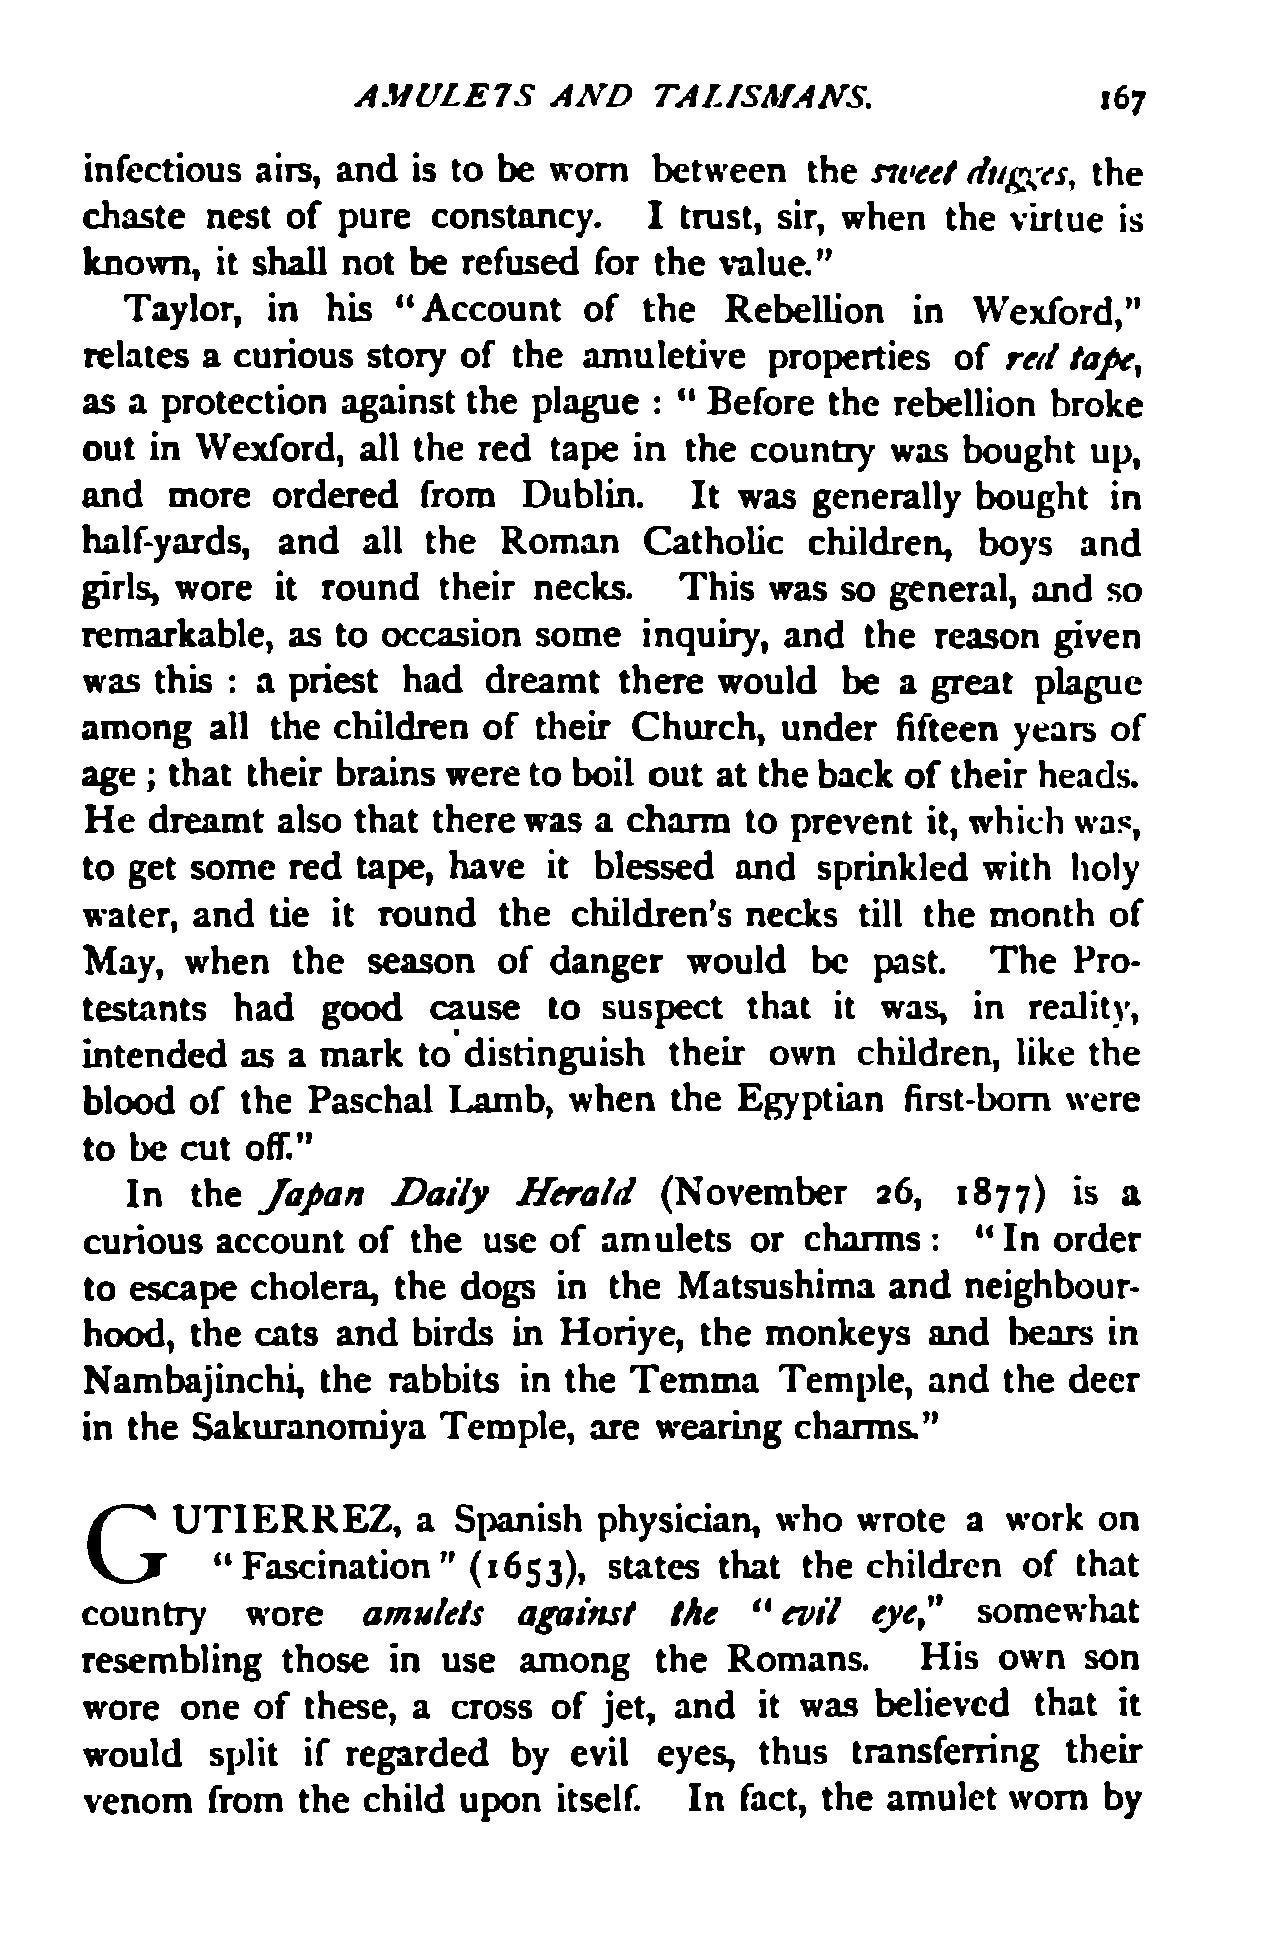 AMULETS AND TALISMANS. 167
infectious airs, and is to be worn between the sweet dugges, the
chaste nest of pure constancy. I trust, sir, when the virtue is
known, it shall not be refused for the value."
Taylor, in his "Account of the Rebellion in Wexford,"
relates a curious story of the amuletive properties of red tape,
as a protection against the plague : " Before the rebellion broke
out in Wexford, all the red tape in the country was bought up,
and more ordered from Dublin. It was generally bought in
half-yards, and all the Roman Catholic children, boys and
girls, wore it round their necks. This was so general, and so
remarkable, as to occasion some inquiry, and the reason given
was this : a priest had dreamt there would be a great plague
among all the children of their Church, under fifteen years of
age ; that their brains were to boil out at the back of their heads.
He dreamt also that there was a charm to prevent it, which was,
to get some red tape, have it blessed and sprinkled with holy
water, and tie it round the children's necks till the month of
May, when the season of danger would be past. The Pro-
testants had good cause to suspect that it was, in reality,
intended as a mark to distinguish their own children, like the
blood of the Paschal Lamb, when the Egyptian first-born were
to be cut off."
In the Japan Daily Herald (November 26, 1877) is a
curious account of the use of amulets or charms : "In order
to escape cholera, the dogs in the Matsushima and neighbour-
hood, the cats and birds in Horiye, the monkeys and bears in
Nambajinchi, the rabbits in the Temma Temple, and the deer
in the Sakuranomiya Temple, are wearing charms."
GUTIERREZ, a Spanish physician, who wrote a work on
"Fascination" (1653), states that the children of that
country wore amulets against the "evil eye," somewhat
resembling those in use among the Romans. His own son
wore one of these, a cross of jet, and it was believed that it
would split if regarded by evil eyes, thus transferring their
venom from the child upon itself. In fact, the amulet worn by